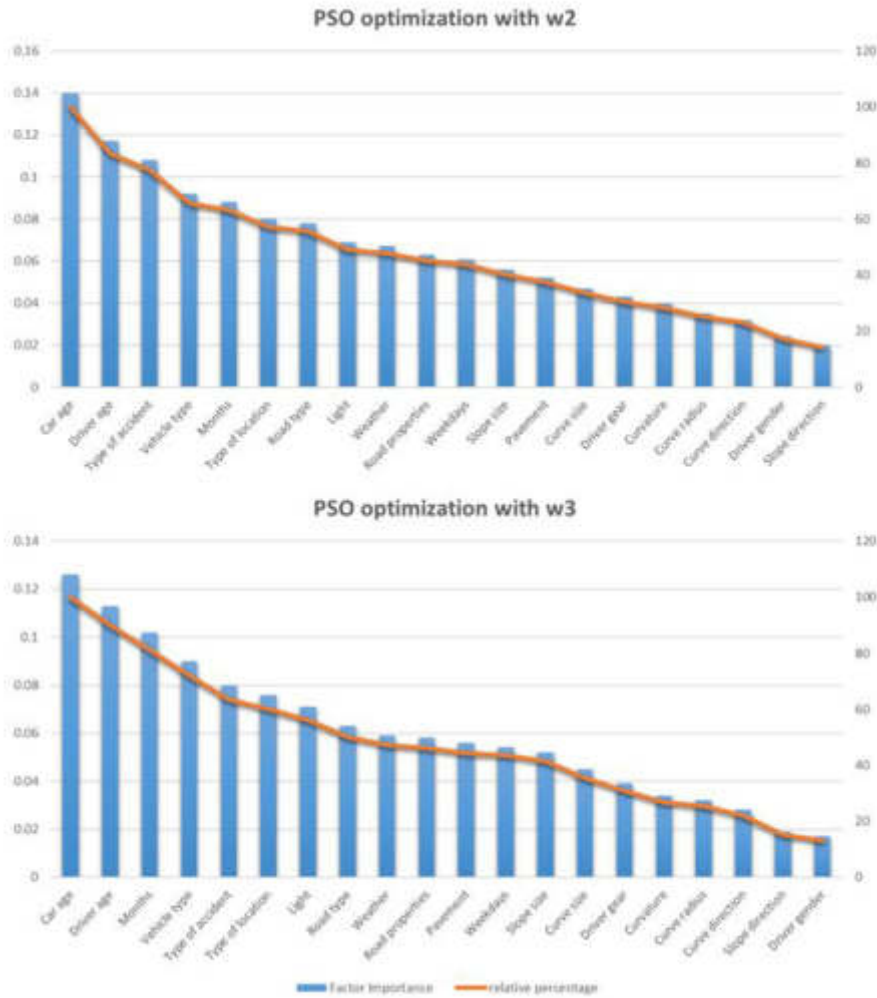 PSO optimization with w2
0.16
0.14
0.12
0.1
0.08
0.06
0.04
0.02
0
120
100
80
60
40
20
0
Car age
Driver age
Type of accident
Vehicle type
Months
Type of location
Road type
Light
Weather
Road properties
Weekdays
Slope size
Pavement
Curve size
Driver gear
Curvature
Curve radius
Curve direction
Driver gender
Slope direction
PSO optimization with w3
0.14
0.12
0.1
0.08
0.06
0.04
0.02
0
120
100
80
60
40
20
0
Car age
Driver age
Months
Vehicle type
Type of accident
Type of location
Light
Road type
Weather
Road properties
Pavement
Weekdays
Slope size
Curve size
Driver gear
Curvature
Curve radius
Curve direction
Slope direction
Driver gender
Factor Importance
relative percentage